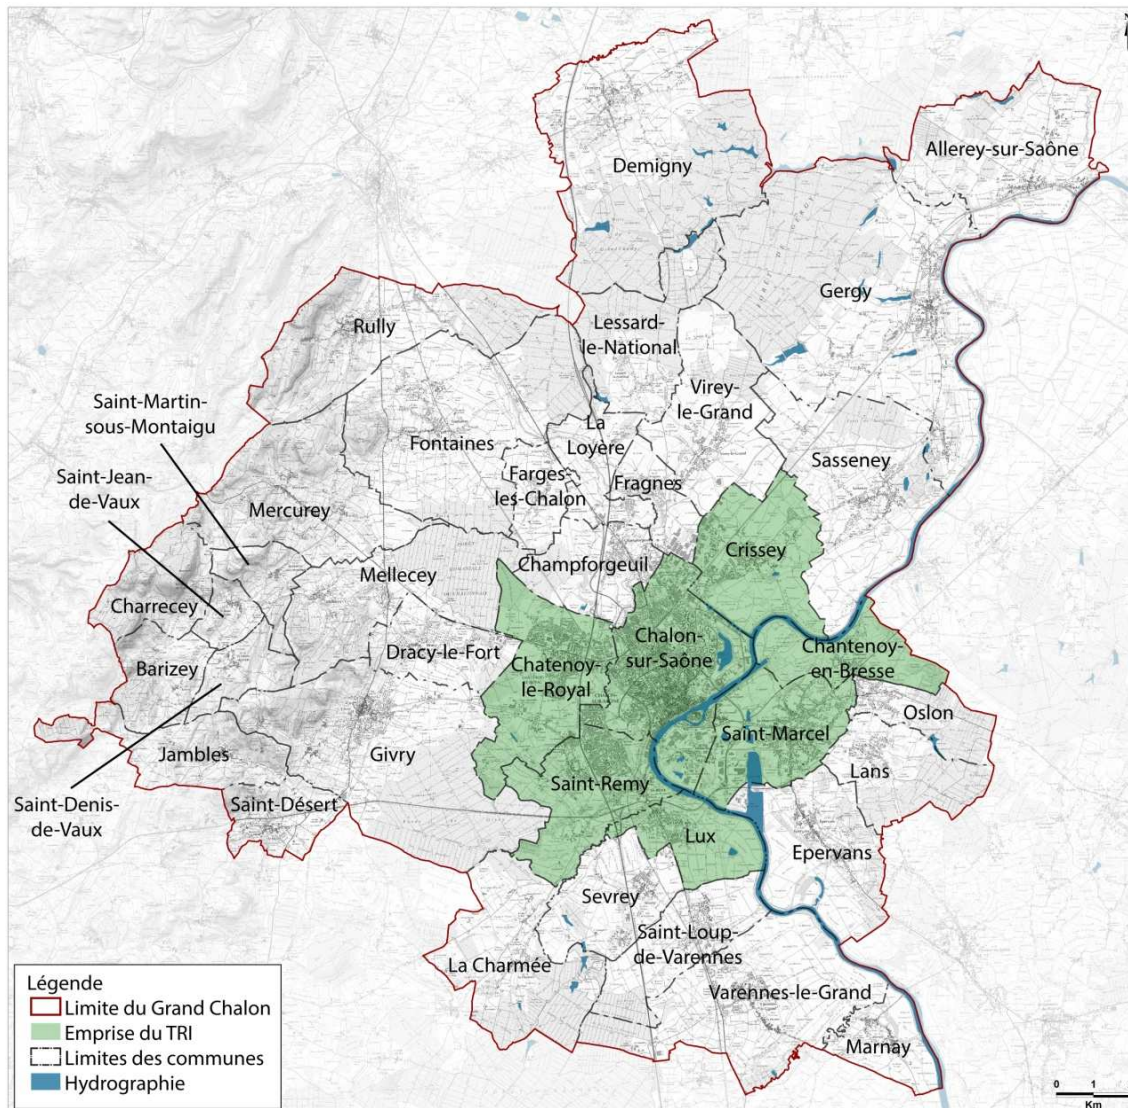 N
Allerey-sur-Saône
Demigny
Gergy
Rully
Lessard-
le-National
Virey-
le-Grand
Saint-Martin-
sous-Montaigu
La
Loyère
Fontaines
Sasseney
Saint-Jean-
de-Vaux
Farges-
les-Chalon
Fragnes
Mercurey
Crissey
Champforgeuil
Mellecey
Charrecey
Chalon-
sur-Saône
Chantenoy-
en-Bresse
Dracy-le-Fort
Chatenoy-
le-Royal
Barizey
Oslon
Saint-Marcel
Jambles
Givry
Lans
Saint-Remy
Saint-Denis-
de-Vaux
Saint-Désert
Lux
Epervans
Sevrey
Saint-Loup-
de-Varennes
La Charmée
Varennes-le-Grand
Marnay
Légende
Limite du Grand Chalon
Emprise du TRI
Limites des communes
Hydrographie
0 1
Km